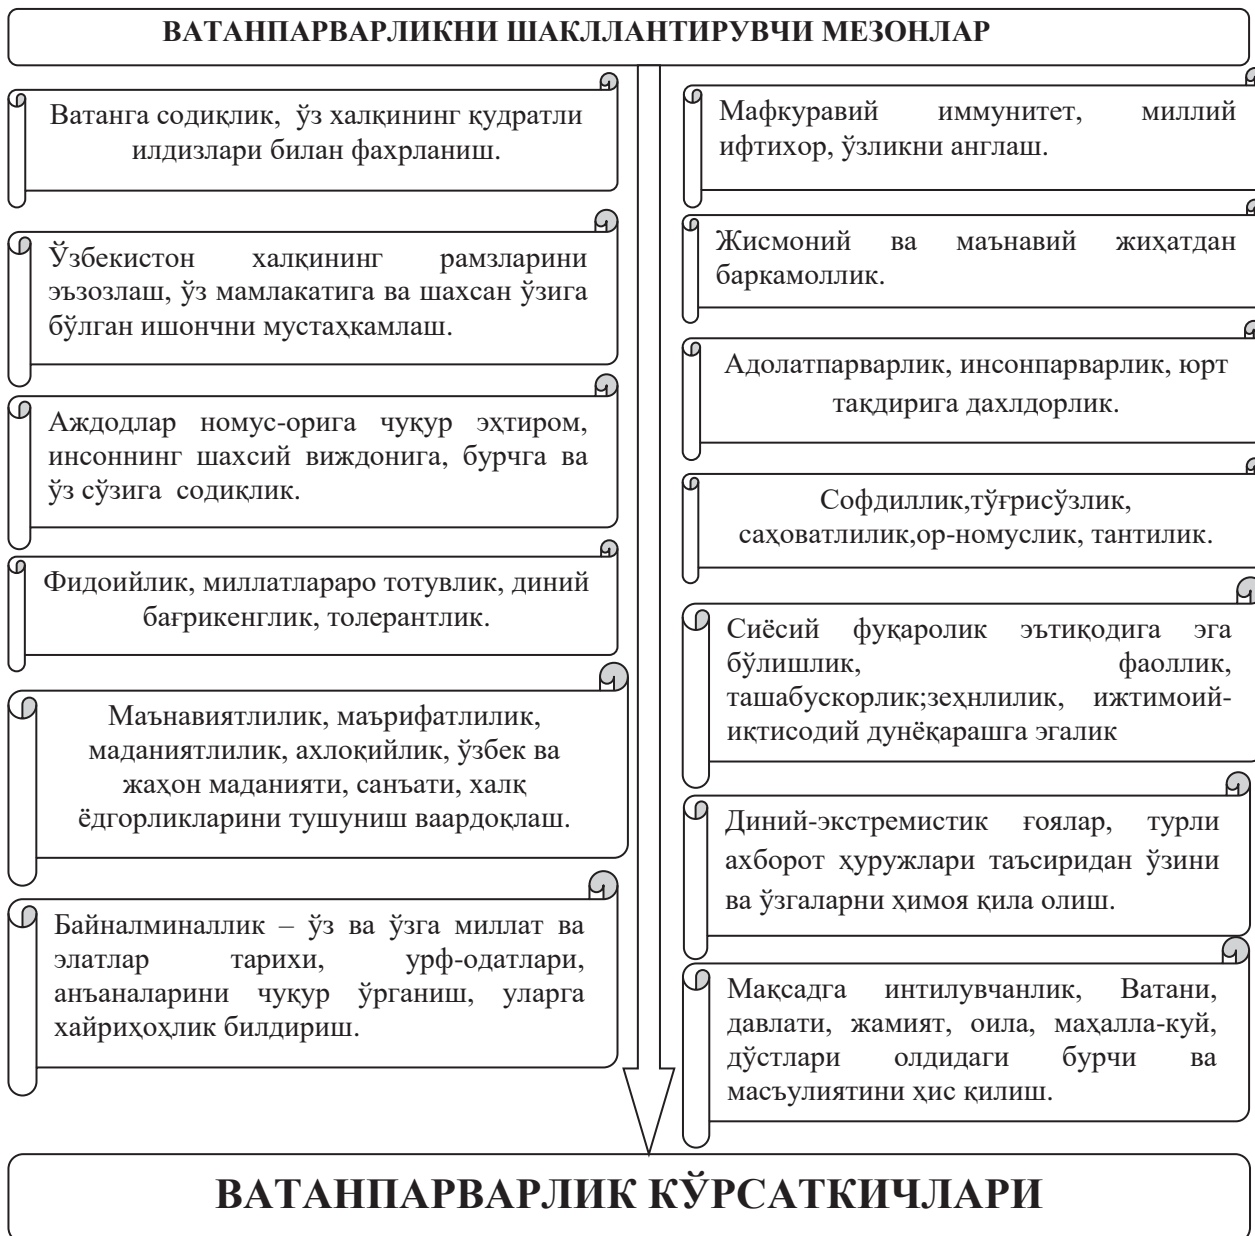 ВАТАНПАРВАРЛИКНИ ШАКЛЛАНТИРУВЧИ МЕЗОНЛАР
Ватанга содиқлик, ўз халқининг қудратли
илдизлари билан фахрланиш.
Ўзбекистон халқининг рамзларини
эъзозлаш, ўз мамлакатига ва шахсан ўзига
бўлган ишончни мустаҳкамлаш.
Аждодлар номус-орига чуқур эҳтиром,
инсоннинг шахсий виждонига, бурчга ва
ўз сўзига содиқлик.
Фидоийлик, миллатлараро тотувлик, диний
бағрикенглик, толерантлик.
Маънавиятлилик, маърифатлилик,
маданиятлилик, ахлоқийлик, ўзбек ва
жаҳон маданияти, санъати, халқ
ёдгорликларини тушуниш ваардоқлаш.
Байналминаллик – ўз ва ўзга миллат ва
элатлар тарихи, урф-одатлари,
анъаналарини чуқур ўрганиш, уларга
хайриҳоҳлик билдириш.
Мафкуравий иммунитет, миллий
ифтихор, ўзликни англаш.
Жисмоний ва маънавий жиҳатдан
баркамоллик.
Адолатпарварлик, инсонпарварлик, юрт
тақдирига дахлдорлик.
Софдиллик,тўғрисўзлик,
саҳоватлилик,ор-номуслик, тантилик.
Сиёсий фуқаролик эътиқодига эга
бўлишлик, фаоллик,
ташабускорлик;зеҳнлилик, ижтимоий-
иқтисодий дунёқарашга эгалик
Диний-экстремистик ғоялар, турли
ахборот ҳуружлари таъсиридан ўзини
ва ўзгаларни ҳимоя қила олиш.
Мақсадга интилувчанлик, Ватани,
давлати, жамият, оила, маҳалла-куй,
дўстлари олдидаги бурчи ва
масъулиятини ҳис қилиш.
ВАТАНПАРВАРЛИК КЎРСАТКИЧЛАРИ